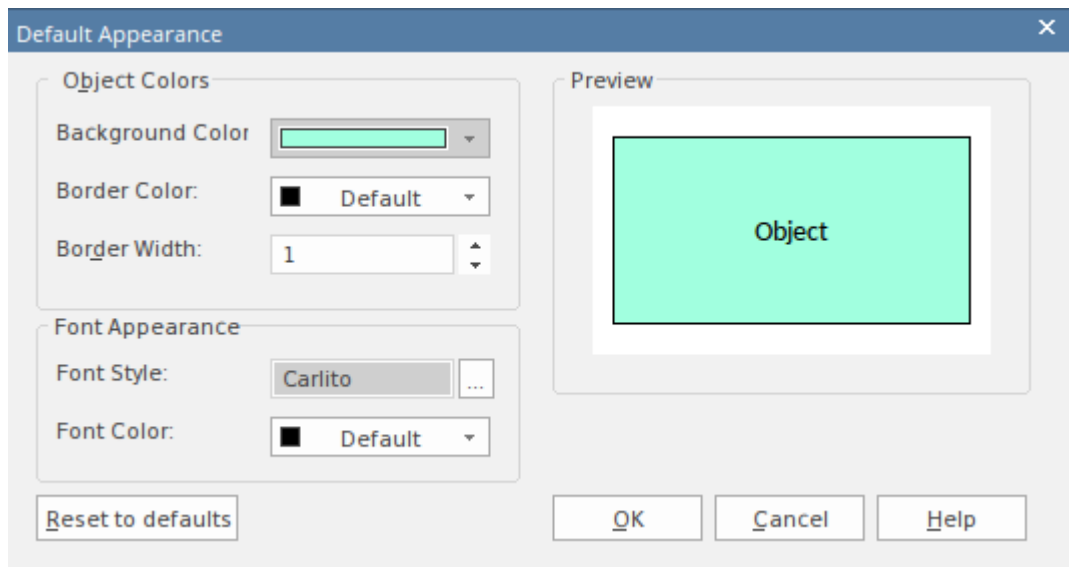 Default Appearance
Object Colors
Background Color
Border Color:
Default
Border Width:
1
Font Appearance
Font Style:
Carlito
...
Font Color:
Default
Preview
Object
Reset to defaults
OK
Cancel
Help